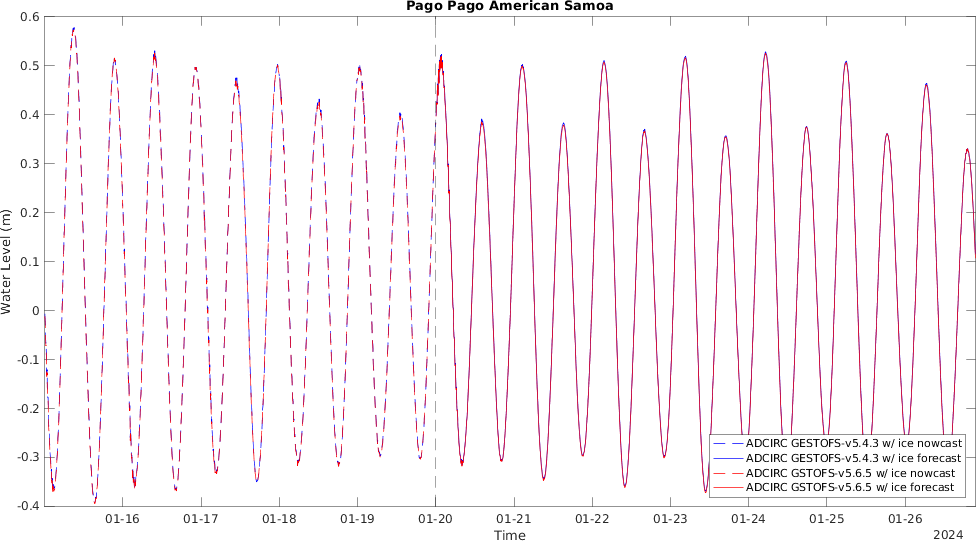 Pago Pago American Samoa
0.6
0.5
0.4
0.3
0.2
0.1
0
-0.1
-0.2
-0.3
-0.4
Water Level (m)
ADCIRC GESTOFS-v5.4.3 w/ ice nowcast
ADCIRC GESTOFS-v5.4.3 w/ ice forecast
ADCIRC GSTOFS-v5.6.5 w/ ice nowcast
ADCIRC GSTOFS-v5.6.5 w/ ice forecast
01-16 01-17 01-18 01-19 01-20 01-21 01-22 01-23 01-24 01-25 01-26
Time
2024